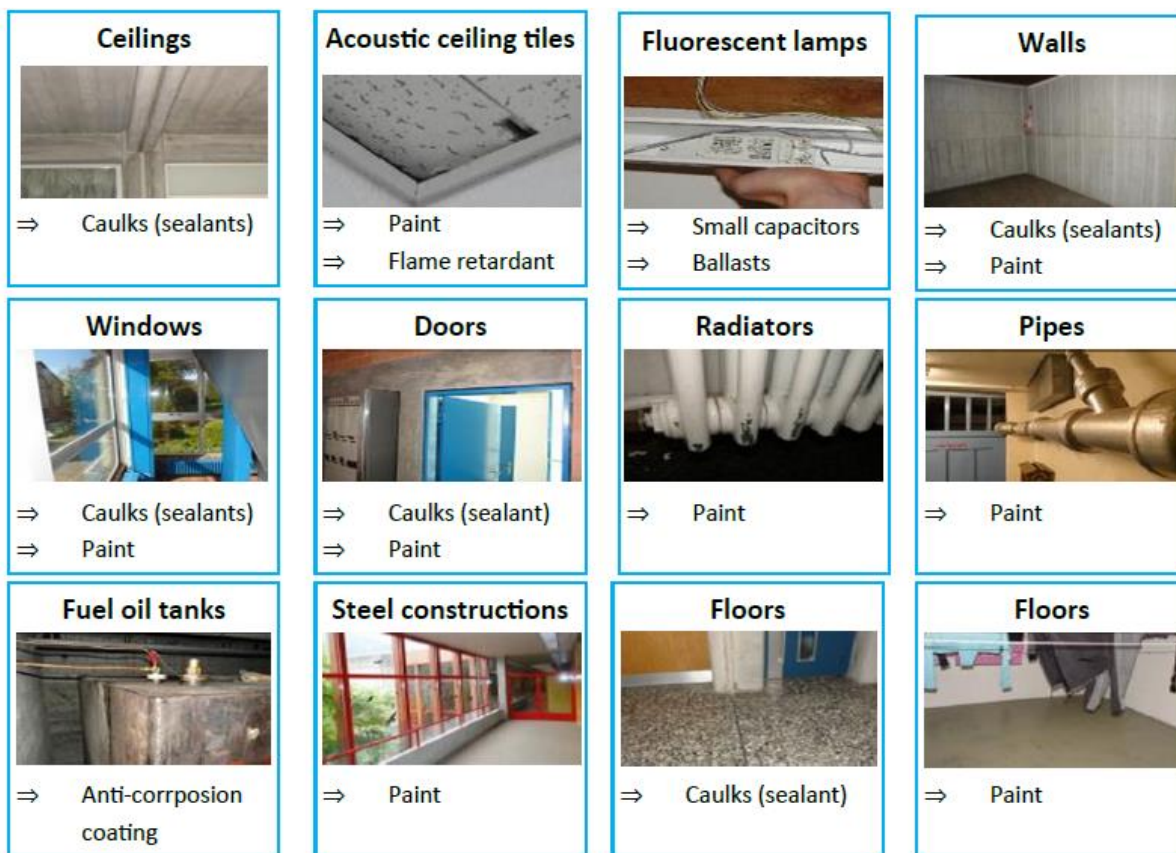 Ceilings
⇒ Caulks (sealants)
Acoustic ceiling tiles
⇒ Paint
⇒ Flame retardant
Fluorescent lamps
⇒ Small capacitors
⇒ Ballasts
Walls
⇒ Caulks (sealants)
⇒ Paint
Windows
⇒ Caulks (sealants)
⇒ Paint
Doors
⇒ Caulks (sealant)
⇒ Paint
Radiators
⇒ Paint
Pipes
⇒ Paint
Fuel oil tanks
⇒ Anti-corrposion
coating
Steel constructions
⇒ Paint
Floors
⇒ Caulks (sealant)
Floors
⇒ Paint